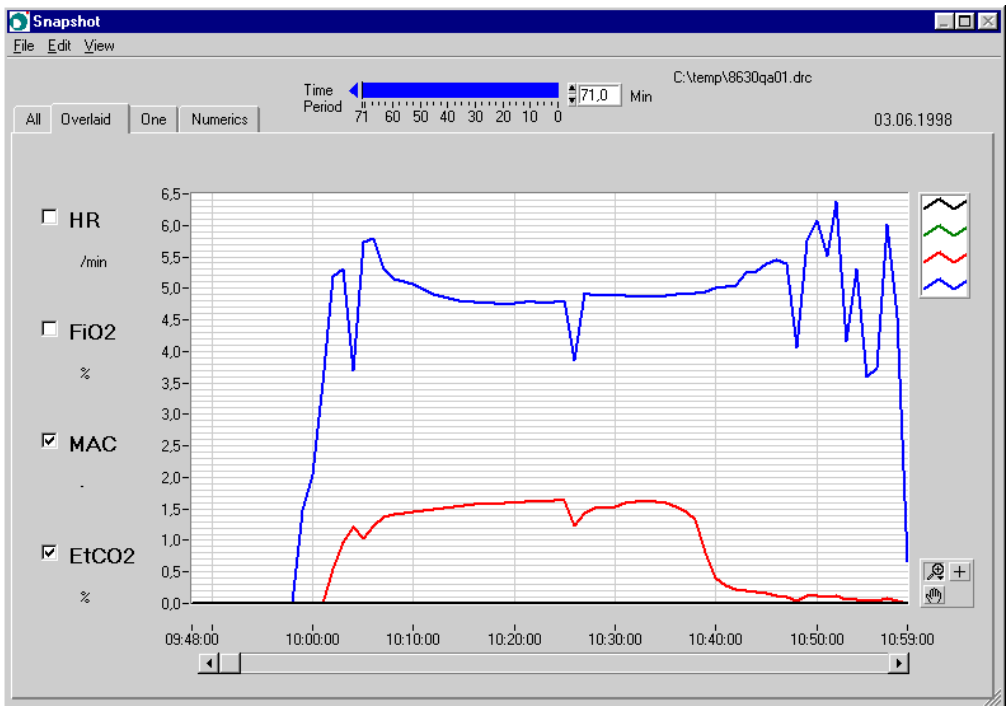 Snapshot
File Edit View
C:\temp\8630qa01.drc
Time Period
71,0 Min
71 60 50 40 30 20 10 0
All Overlaid One Numerics
03.06.1998
HR
/min
FiO2
%
MAC
.
EtCO2
%
6,5
6,0
5,5
5,0
4,5
4,0
3,5
3,0
2,5
2,0
1,5
1,0
0,5
0,0
09:48:00 10:00:00 10:10:00 10:20:00 10:30:00 10:40:00 10:50:00 10:59:00